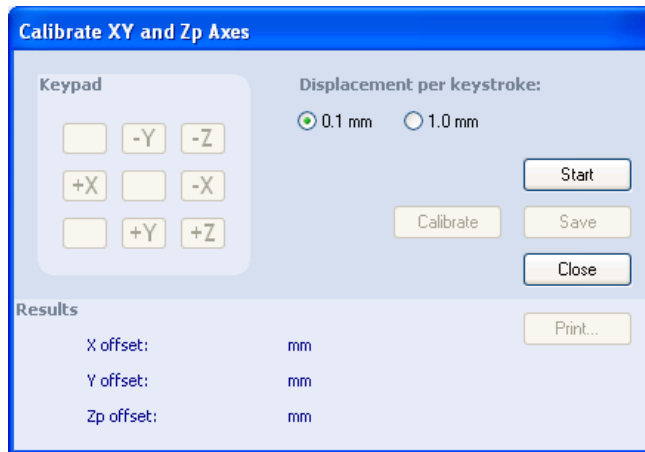 Calibrate XY and Zp Axes
Keypad
Displacement per keystroke:
0.1 mm 1.0 mm
-Y -Z
+X -X
+Y +Z
Start
Calibrate Save
Close
Results
Print...
X offset: mm
Y offset: mm
Zp offset: mm